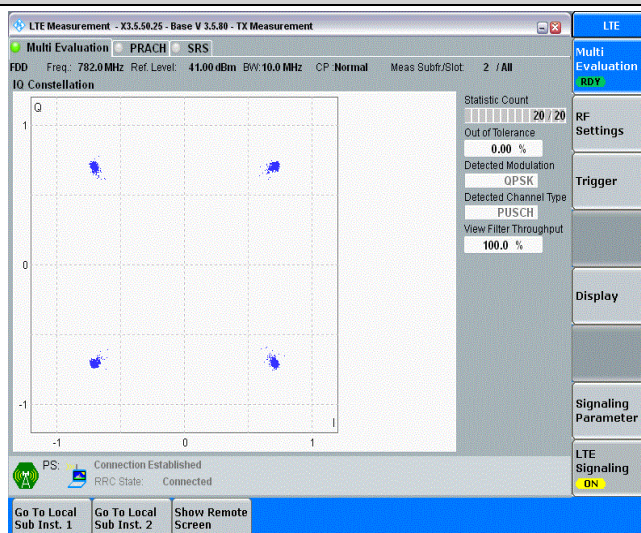 LTE Measurement - X3.5.50.25 - Base V 3.5.80 - TX Measurement
LTE
Multi Evaluation PRACH SRS
FDD Freq.: 782.0 MHz Ref. Level: 41.00 dBm BW: 10.0 MHz CP: Normal Meas Subfr./Slot: 2 / All
IQ Constellation
Q
1
0
-1
-1 0 1
I
Statistic Count
20 / 20
Out of Tolerance
0.00 %
Detected Modulation
QPSK
Detected Channel Type
PUSCH
View Filter Throughput
100.0 %
Multi
Evaluation
RDY
RF
Settings
Trigger
Display
Signaling
Parameter
LTE
Signaling
ON
PS: Connection Established
RRC State: Connected
Go To Local
Sub Inst. 1
Go To Local
Sub Inst. 2
Show Remote
Screen